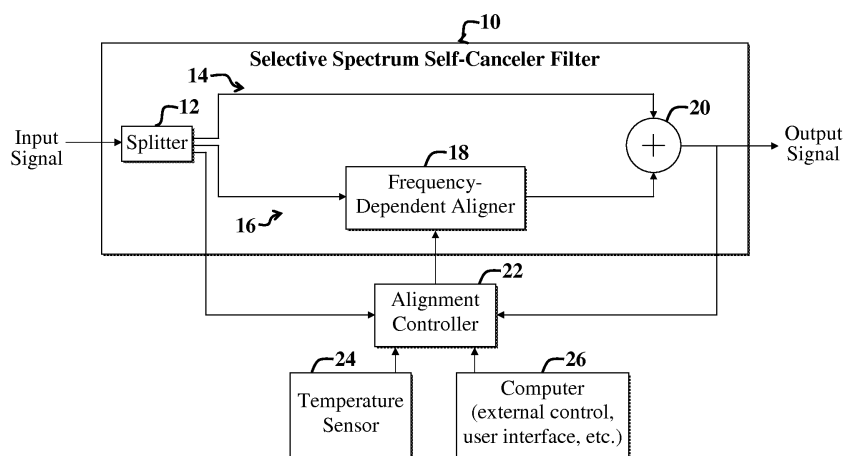 10
Selective Spectrum Self-Canceler Filter
14
12
20
Input
Signal
Splitter
+
Output
Signal
18
Frequency-
Dependent Aligner
16
22
Alignment
Controller
24
Temperature
Sensor
26
Computer
(external control,
user interface, etc.)